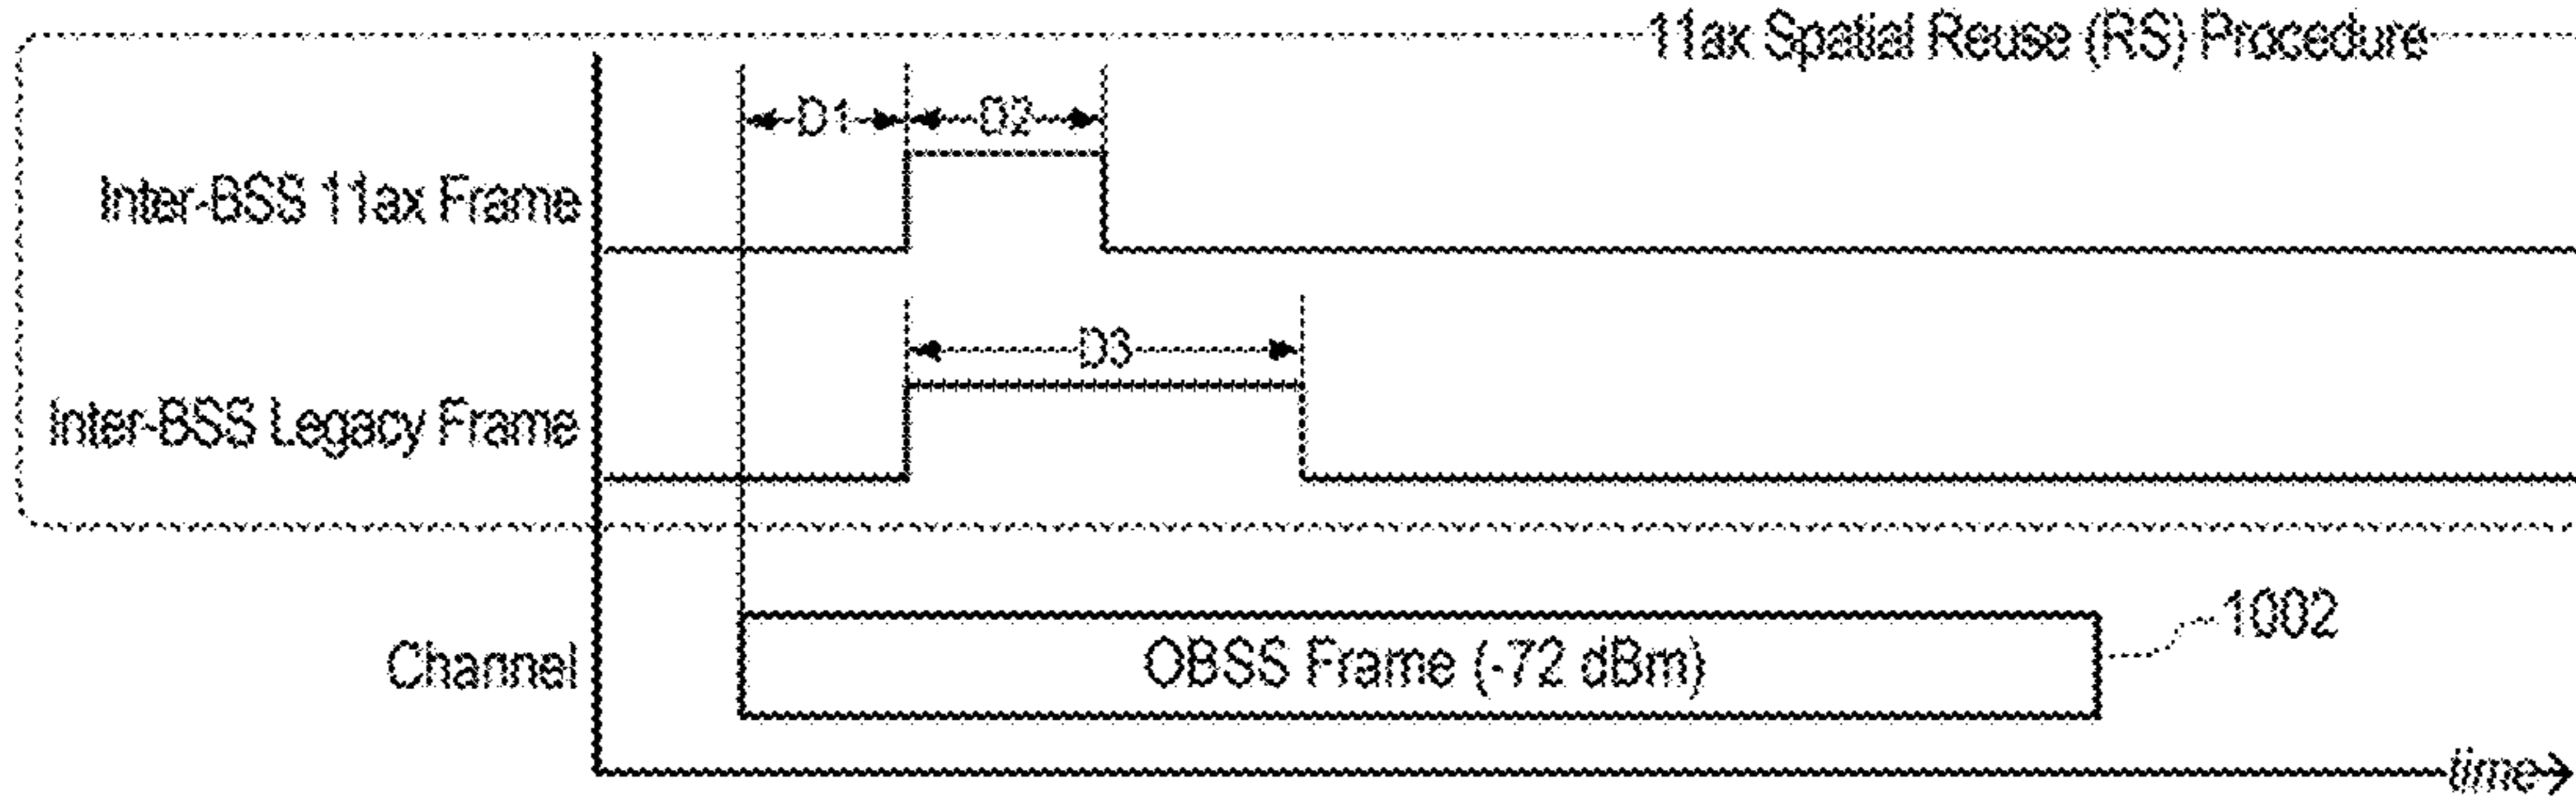 11ax Spatial Reuse (RS) Procedure
D1
D2
Inter-BSS 11ax Frame
D3
Inter-BSS Legacy Frame
1002
Channel
OBSS Frame (-72 dBm)
time